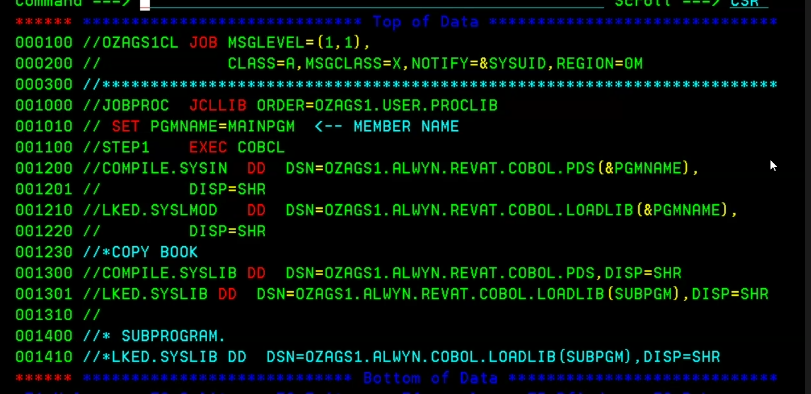 Command ===> Scroll ===> CSR
****** **************************** Top of Data ******************************
000100 //OZAGS1CL JOB MSGLEVEL=(1,1),
000200 // CLASS=A,MSGCLASS=X,NOTIFY=&SYSUID,REGION=0M
000300 //**********************************************************************
001000 //JOBPROC JCLLIB ORDER=OZAGS1.USER.PROCLIB
001010 // SET PGMNAME=MAINPGM <-- MEMBER NAME
001100 //STEP1 EXEC COBCL
001200 //COMPILE.SYSIN DD DSN=OZAGS1.ALWYN.REVAT.COBOL.PDS(&PGMNAME),
001201 // DISP=SHR
001210 //LKED.SYSLMOD DD DSN=OZAGS1.ALWYN.REVAT.COBOL.LOADLIB(&PGMNAME),
001220 // DISP=SHR
001230 //*COPY BOOK
001300 //COMPILE.SYSLIB DD DSN=OZAGS1.ALWYN.REVAT.COBOL.PDS,DISP=SHR
001301 //LKED.SYSLIB DD DSN=OZAGS1.ALWYN.REVAT.COBOL.LOADLIB(SUBPGM),DISP=SHR
001310 //
001400 //* SUBPROGRAM.
001410 //*LKED.SYSLIB DD DSN=OZAGS1.ALWYN.COBOL.LOADLIB(SUBPGM),DISP=SHR
****** *************************** Bottom of Data ****************************